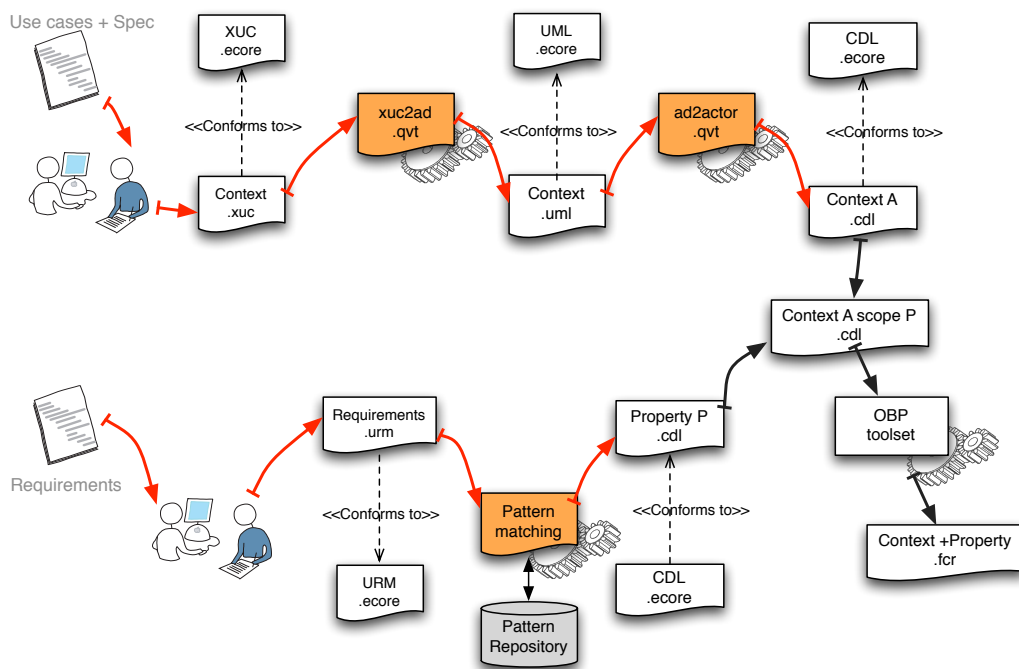 Use cases + Spec
XUC
.ecore
UML
.ecore
CDL
.ecore
<<Conforms to>>
xuc2ad
.qvt
<<Conforms to>>
ad2actor
.qvt
<<Conforms to>>
Context
.xuc
Context
.uml
Context A
.cdl
Context A scope P
.cdl
Requirements
.urm
Property P
.cdl
OBP
toolset
Requirements
<<Conforms to>>
Pattern
matching
<<Conforms to>>
Context +Property
.fcr
URM
.ecore
CDL
.ecore
Pattern
Repository